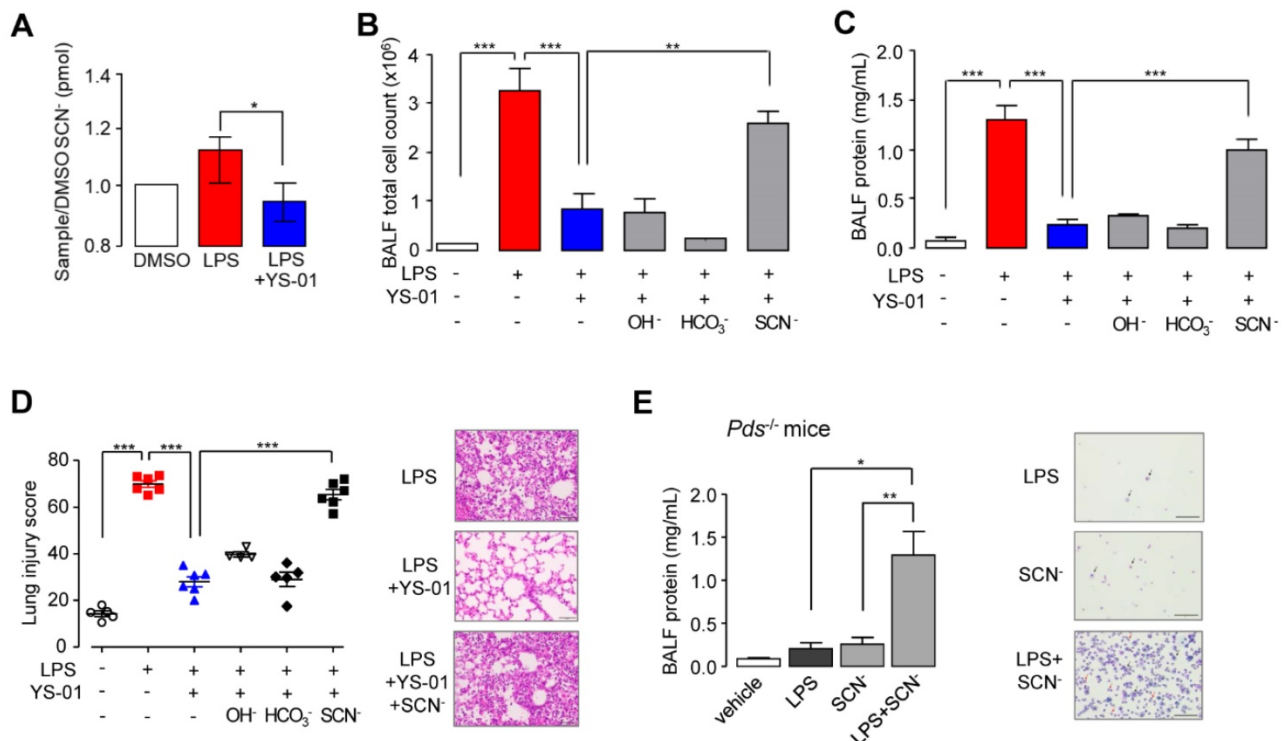 A
Sample/DMSO SCN⁻ (pmol)
1.4
1.2
1.0
0.8
*
DMSO
LPS
LPS
+YS-01
B
BALF total cell count (x10⁶)
4
3
2
1
0
*** *** **
LPS - + + + + +
YS-01 - - + + + +
- - - OH⁻ HCO₃⁻ SCN⁻
C
BALF protein (mg/mL)
2.0
1.5
1.0
0.5
0.0
*** *** ***
LPS - + + + + +
YS-01 - - + + + +
- - - OH⁻ HCO₃⁻ SCN⁻
D
Lung injury score
80
60
40
20
0
*** *** ***
LPS - + + + + +
YS-01 - - + + + +
- - - OH⁻ HCO₃⁻ SCN⁻
LPS
LPS
+YS-01
LPS
+YS-01
+SCN⁻
E
Pds⁻/⁻ mice
BALF protein (mg/mL)
2.0
1.5
1.0
0.5
0.0
*
**
vehicle
LPS
SCN⁻
LPS+SCN⁻
LPS
SCN⁻
LPS+
SCN⁻